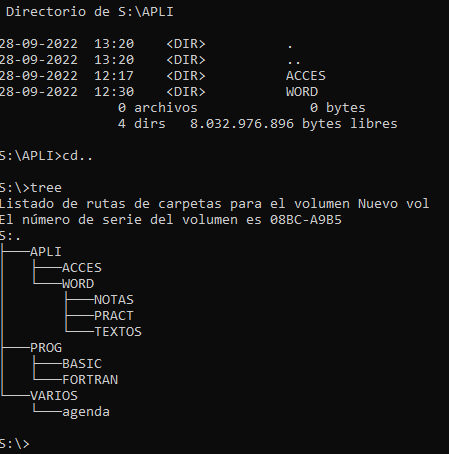 Directorio de S:\APLI
28-09-2022  13:20    <DIR>          .
28-09-2022  13:20    <DIR>          ..
28-09-2022  12:17    <DIR>          ACCES
28-09-2022  12:30    <DIR>          WORD
               0 archivos              0 bytes
               4 dirs   8.032.976.896 bytes libres
S:\APLI>cd..
S:\>tree
Listado de rutas de carpetas para el volumen Nuevo vol
El número de serie del volumen es 08BC-A9B5
S:.
├───APLI
│   ├───ACCES
│   └───WORD
│       ├───NOTAS
│       ├───PRACT
│       └───TEXTOS
├───PROG
│   ├───BASIC
│   └───FORTRAN
└───VARIOS
    └───agenda
S:\>